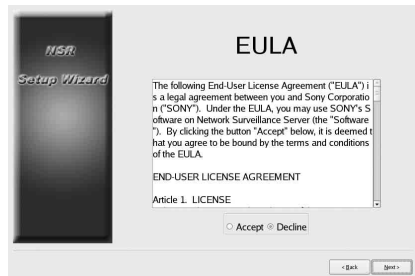 NSR
Setup Wizard
EULA
The following End-User License Agreement ("EULA") i
s a legal agreement between you and Sony Corporatio
n ("SONY"). Under the EULA, you may use SONY's S
oftware on Network Surveillance Server (the "Software
"). By clicking the button "Accept" below, it is deemed t
hat you agree to be bound by the terms and conditions
of the EULA.
END-USER LICENSE AGREEMENT
Article 1. LICENSE
Accept Decline
< Back Next >